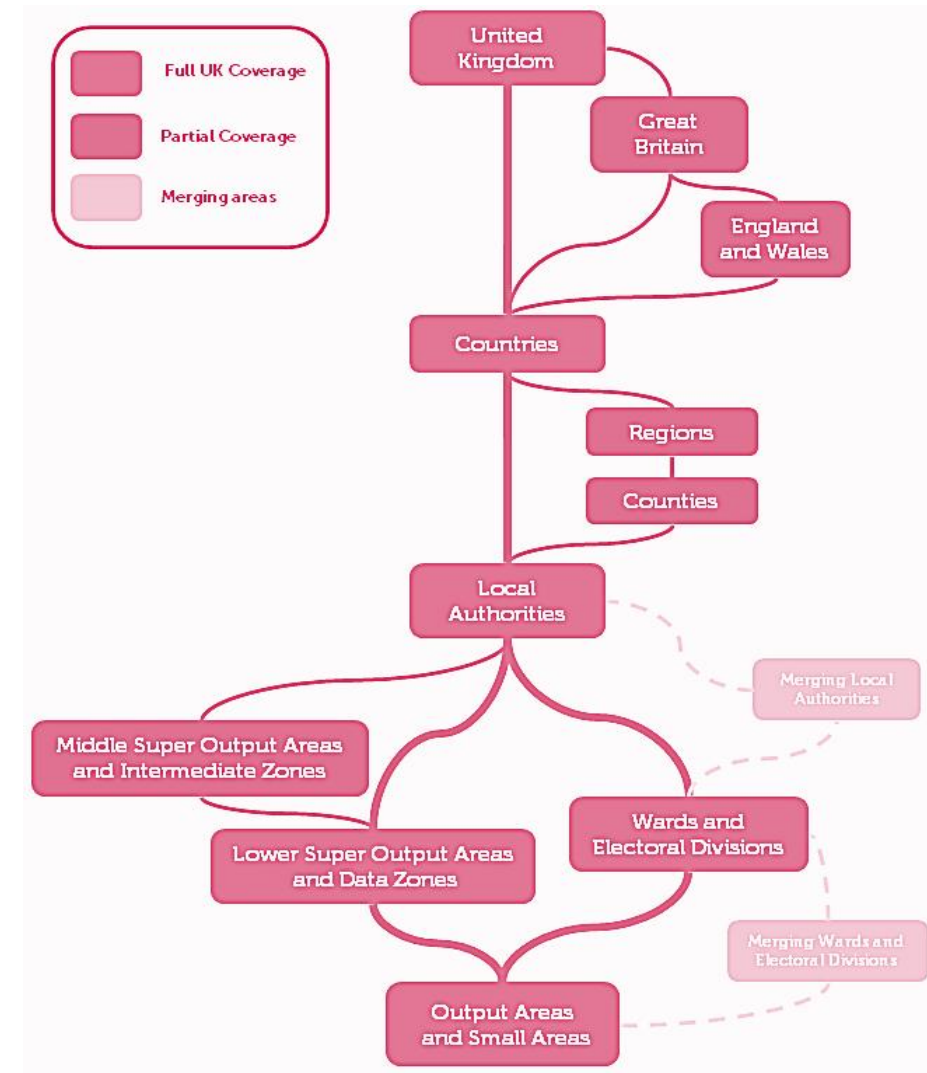 Full UK Coverage
Partial Coverage
Merging areas
United
Kingdom
Great
Britain
England
and Wales
Countries
Regions
Counties
Local
Authorities
Merging Local
Authorities
Middle Super Output Areas
and Intermediate Zones
Wards and
Electoral Divisions
Lower Super Output Areas
and Data Zones
Merging Wards and
Electoral Divisions
Output Areas
and Small Areas